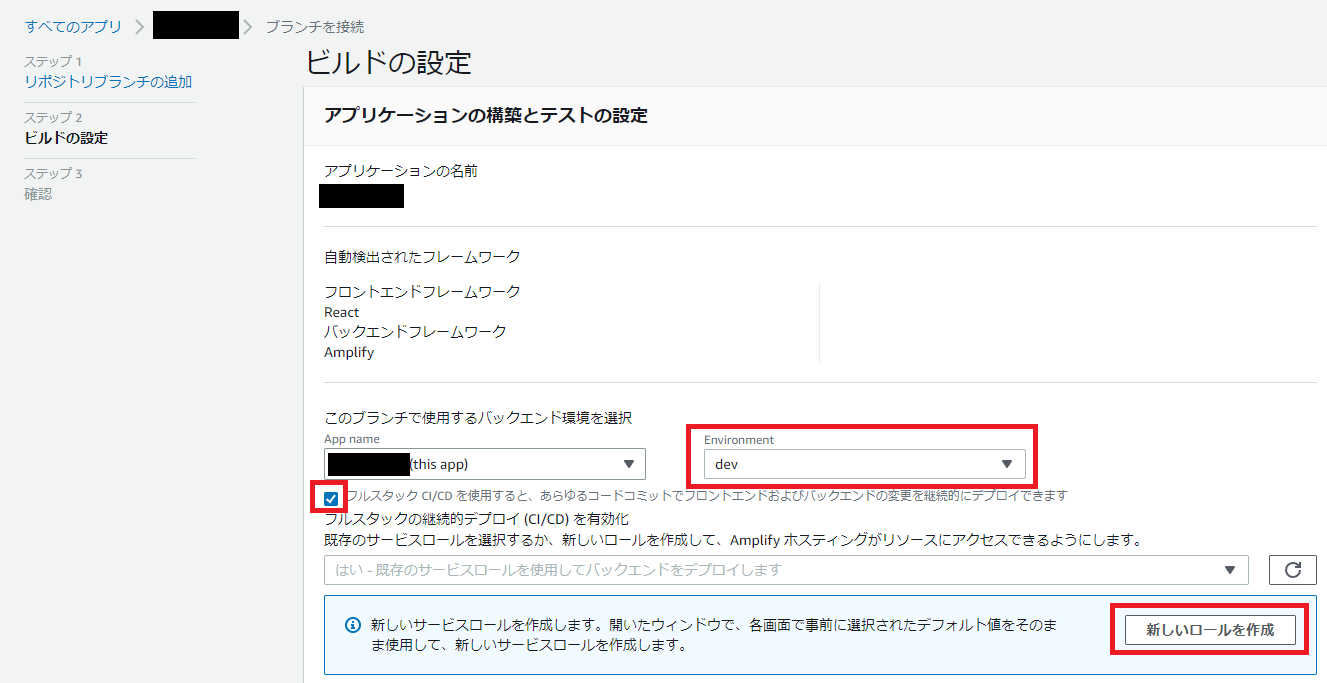 すべてのアプリ > > ブランチを接続
ステップ 1
リポジトリブランチの追加
ステップ 2
ビルドの設定
ステップ 3
確認
ビルドの設定
アプリケーションの構築とテストの設定
アプリケーションの名前
自動検出されたフレームワーク
フロントエンドフレームワーク
React
バックエンドフレームワーク
Amplify
このブランチで使用するバックエンド環境を選択
App name
(this app)
Environment
dev
フルスタック CI/CD を使用すると、あらゆるコードコミットでフロントエンドおよびバックエンドの変更を継続的にデプロイできます
フルスタックの継続的デプロイ (CI/CD) を有効化
既存のサービスロールを選択するか、新しいロールを作成して、Amplify ホスティングがリソースにアクセスできるようにします。
はい - 既存のサービスロールを使用してバックエンドをデプロイします
新しいサービスロールを作成します。開いたウィンドウで、各画面で事前に選択されたデフォルト値をそのま
ま使用して、新しいサービスロールを作成します。
新しいロールを作成